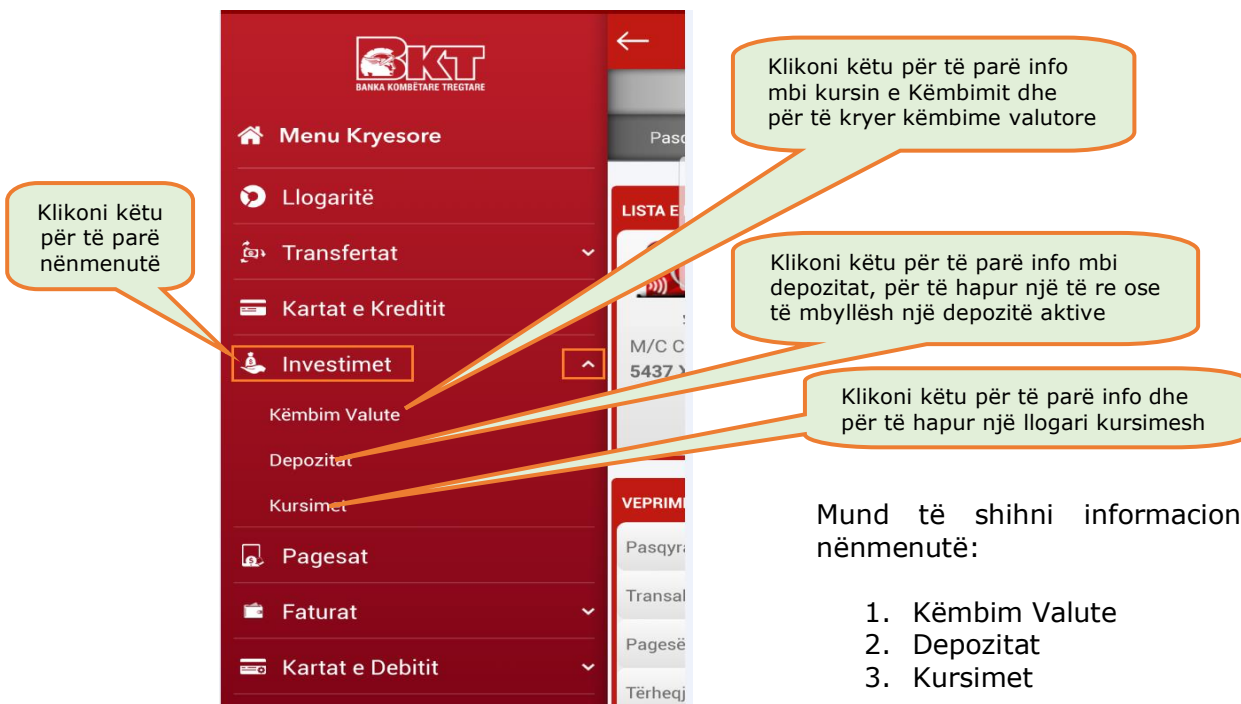 BKT
BANKA KOMBËTARE TREGTARE
Menu Kryesore
Llogaritë
Transfertat
Kartat e Kreditit
Investimet
Këmbim Valute
Depozitat
Kursimet
Pagesat
Faturat
Kartat e Debitit
Klikoni këtu
për të parë
nënmenutë
LISTA E
M/C C
5437 X
VEPRIM
Pasqyra
Transa
Pagesë
Tërheqj
Klikoni këtu për të parë info
mbi kursin e Këmbimit dhe
për të kryer këmbime valutore
Klikoni këtu për të parë info mbi
depozitat, për të hapur një të re ose
të mbyllësh një depozitë aktive
Klikoni këtu për të parë info dhe
për të hapur një llogari kursimesh
Mund të shihni informacion
nënmenutë:
1. Këmbim Valute
2. Depozitat
3. Kursimet